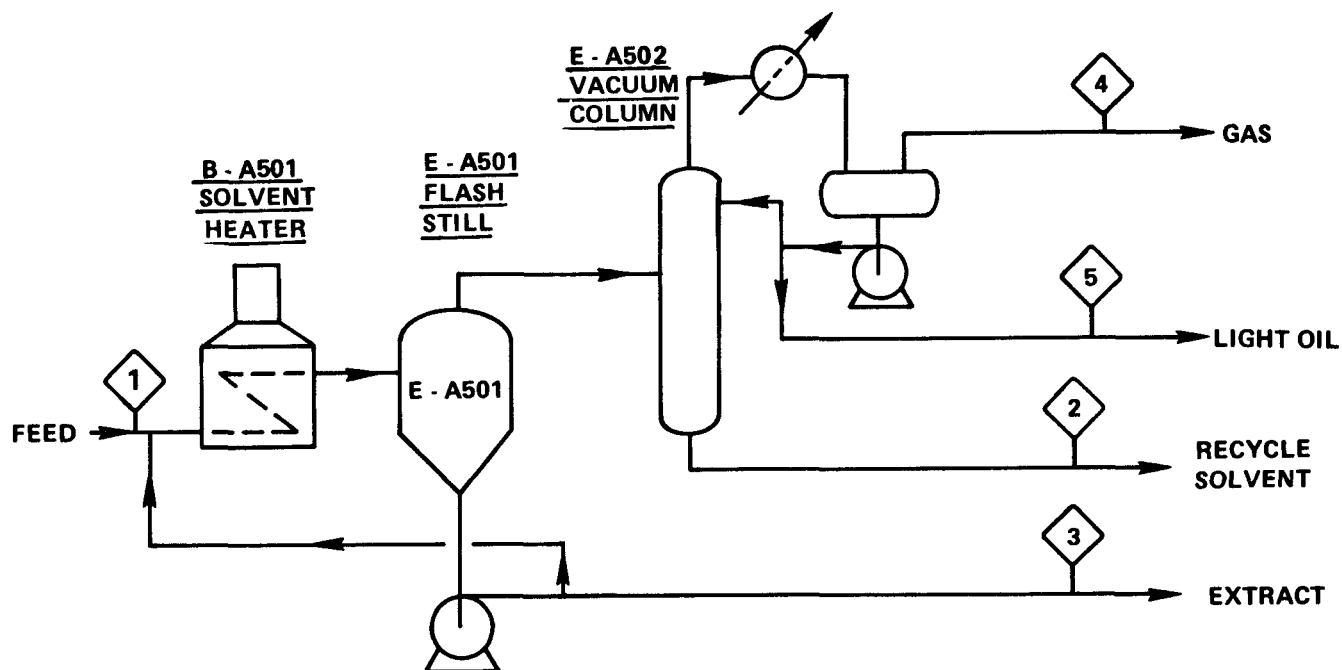 E - A502
VACUUM
COLUMN
4
GAS
B - A501
SOLVENT
HEATER
E - A501
FLASH
STILL
5
LIGHT OIL
1
E - A501
FEED
2
RECYCLE
SOLVENT
3
EXTRACT